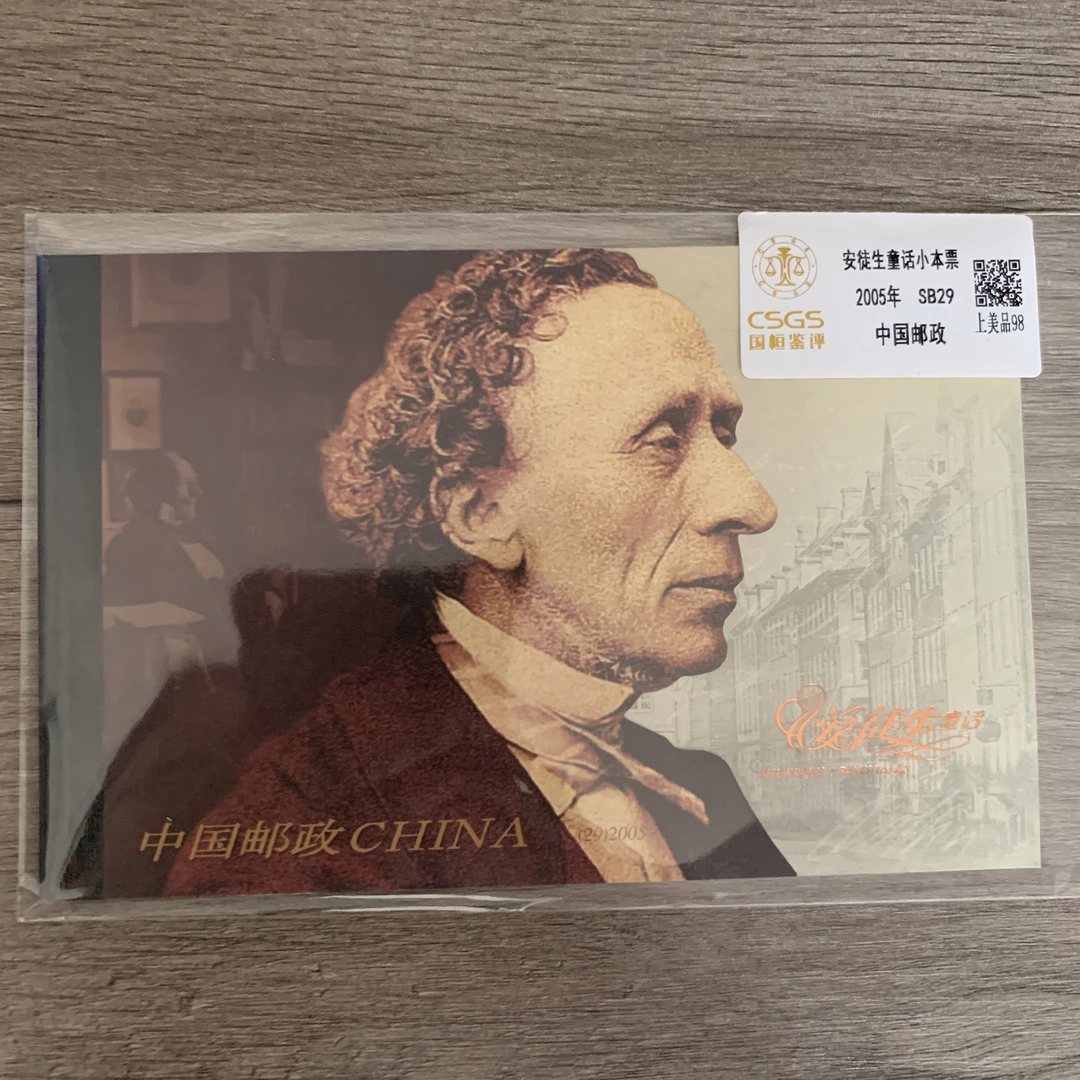 安徒生童话小本票
2005年 SB29
中国邮政
CSGS
国恒鉴评
上美品98
安徒生童话
中国邮政CHINA
(29)2005